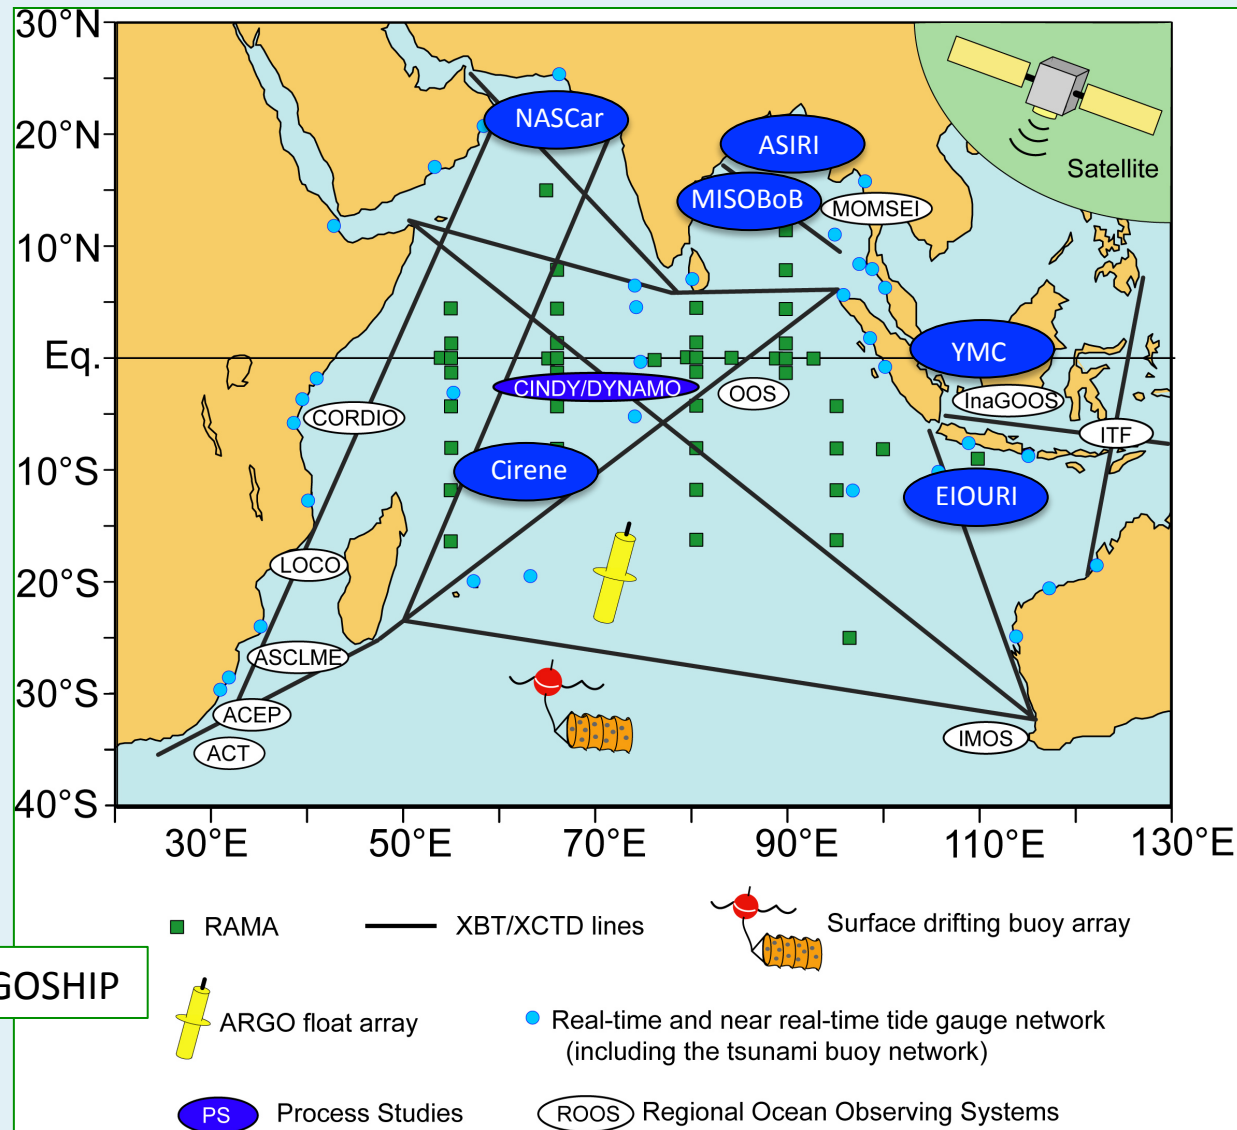 30°N
20°N
10°N
Eq.
10°S
20°S
30°S
40°S
30°E
50°E
70°E
90°E
110°E
130°E
NASCar
ASIRI
MISOBoB
MOMSEI
Satellite
YMC
InaGOOS
ITF
CINDY/DYNAMO
OOS
CORDIO
Cirene
EIOURI
LOCO
ASCLME
ACEP
ACT
IMOS
RAMA
XBT/XCTD lines
Surface drifting buoy array
GOSHIP
ARGO float array
Real-time and near real-time tide gauge network
(including the tsunami buoy network)
PS
Process Studies
ROOS
Regional Ocean Observing Systems